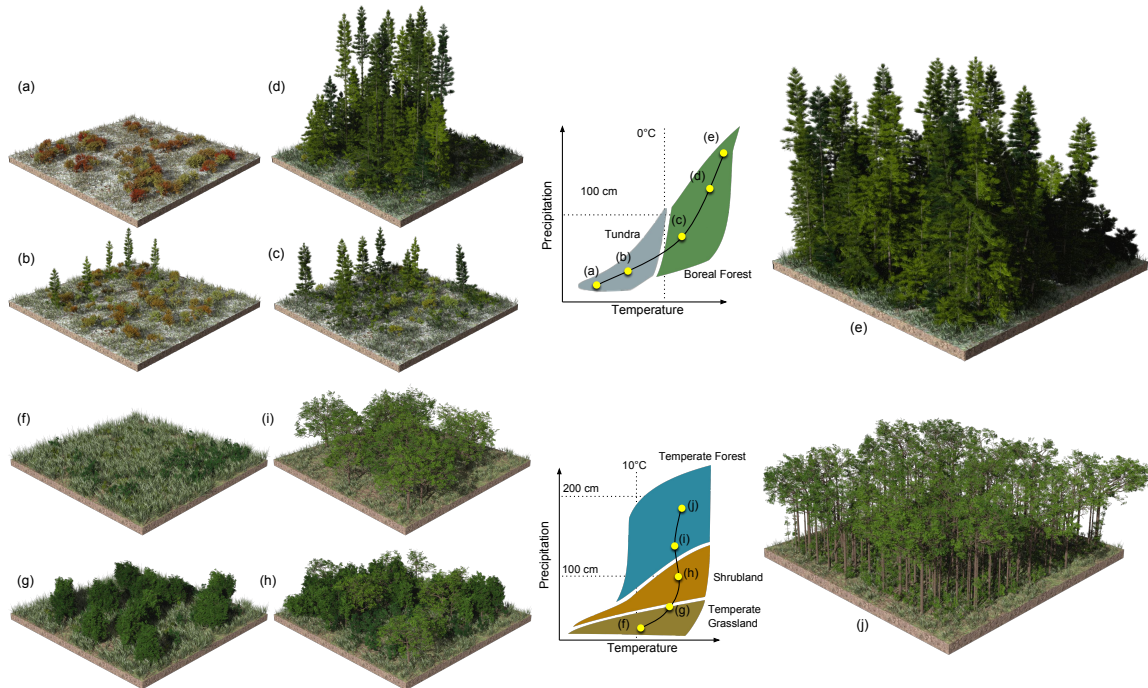 (a)
(d)
(b)
(c)
Precipitation
0°C
100 cm
Tundra
(a)
(b)
(c)
(d)
(e)
Boreal Forest
Temperature
(e)
(f)
(i)
(g)
(h)
Precipitation
10°C
Temperate Forest
200 cm
(j)
(i)
100 cm
(h)
Shrubland
(g)
Temperate
Grassland
(f)
Temperature
(j)